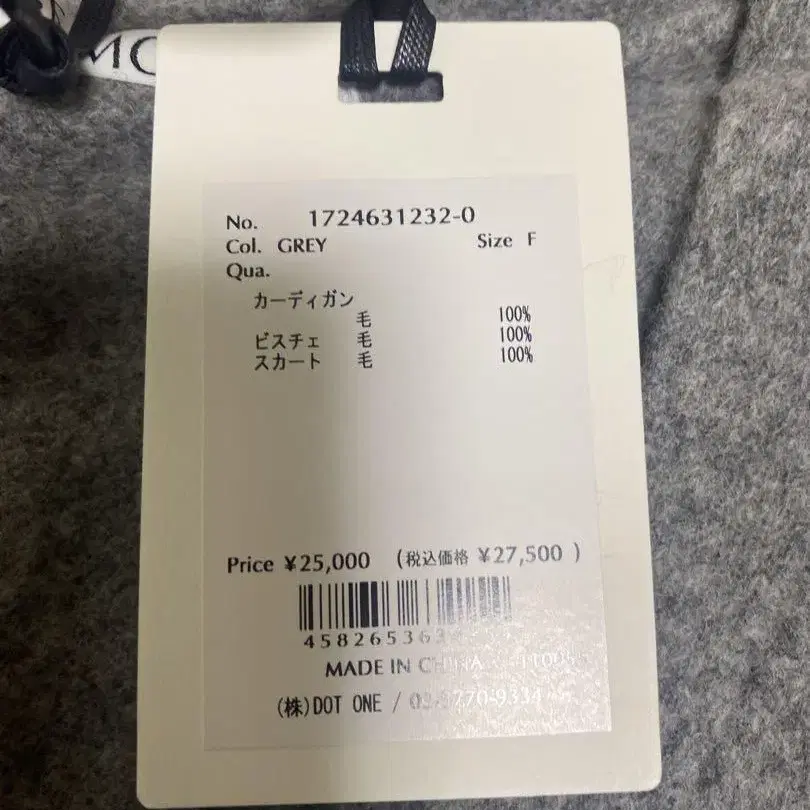 MO
No. 1724631232-0
Col. GREY Size F
Qua.
カーディガン
毛 100%
ビスチェ 毛 100%
スカート 毛 100%
Price ¥25,000 (税込価格 ¥27,500 )
458265363
MADE IN CHINA
(株)DOT ONE /